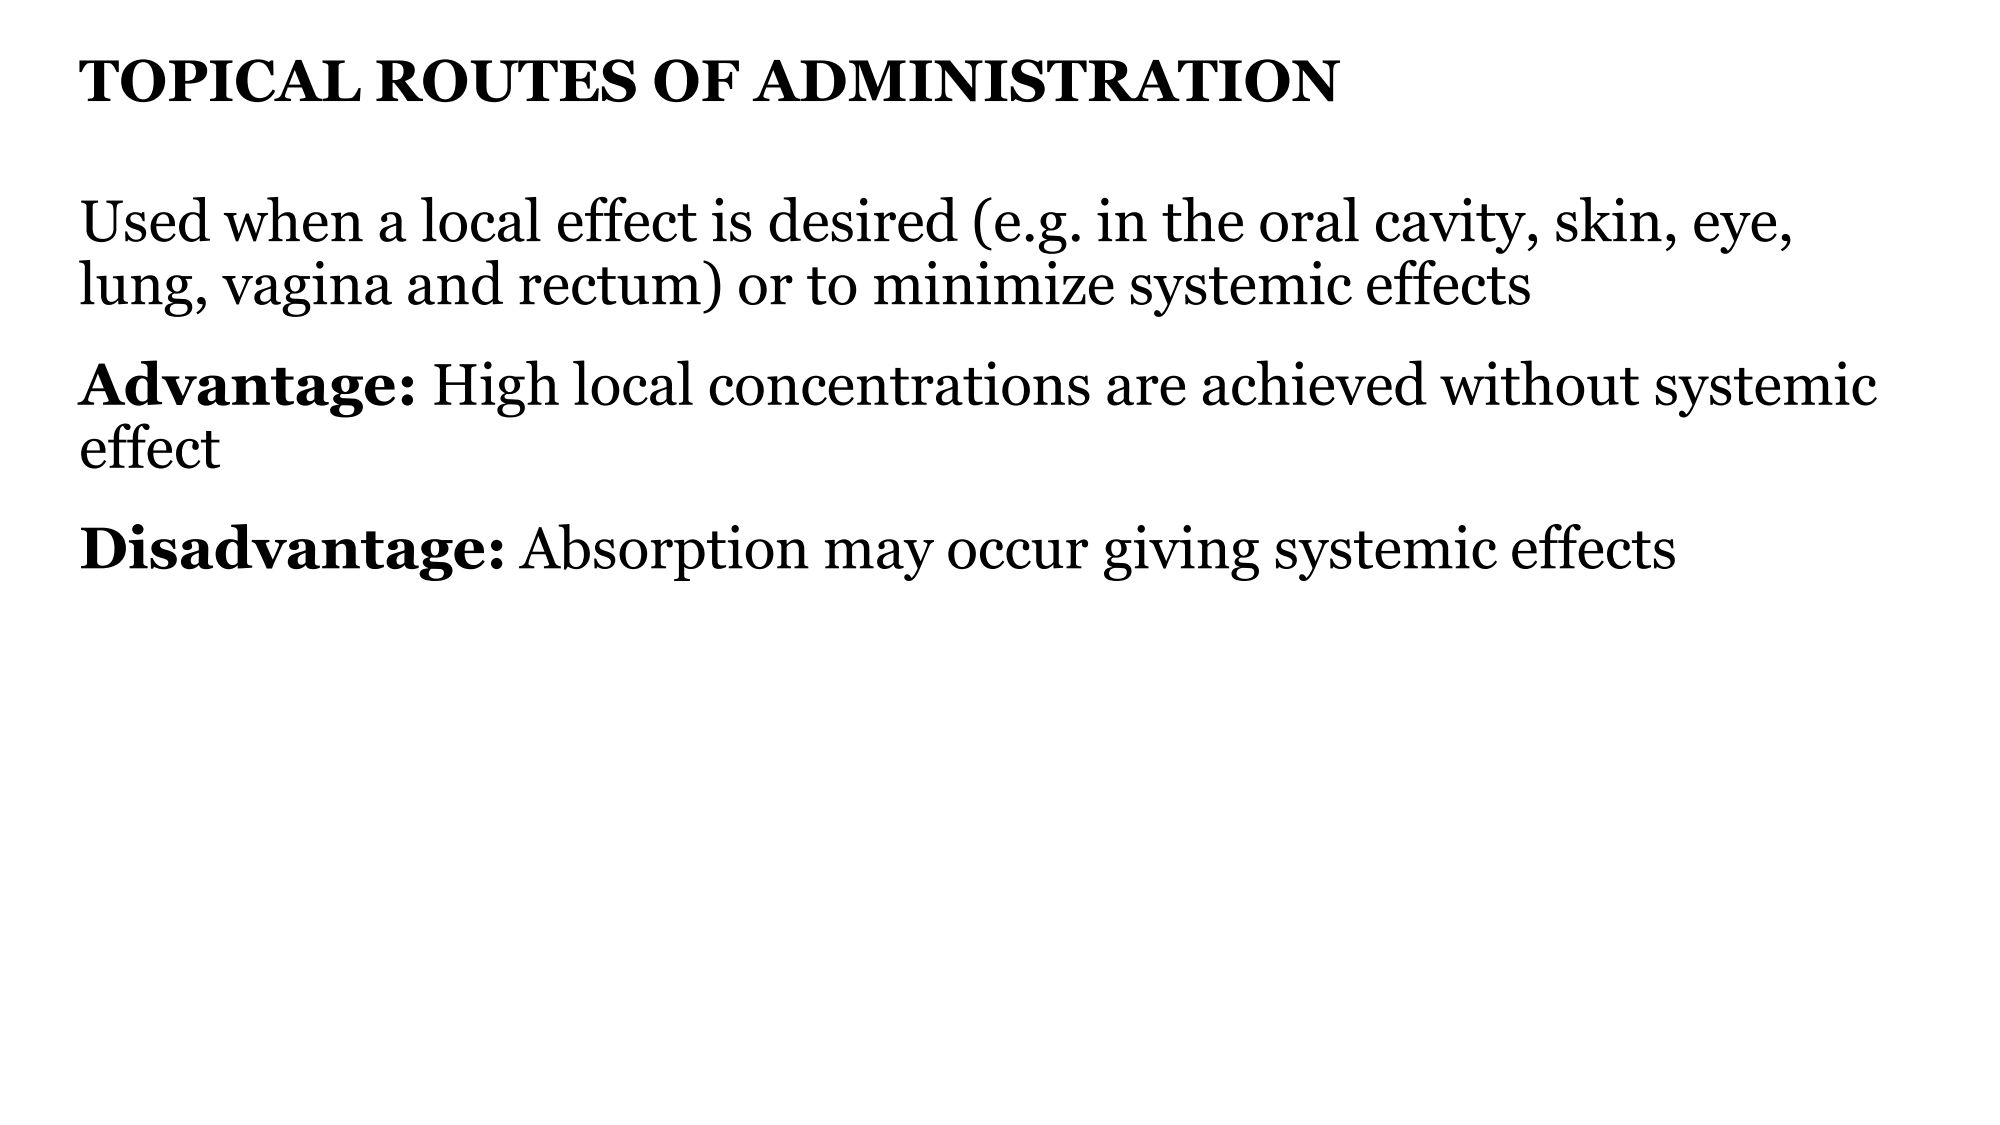 TOPICAL ROUTES OF ADMINISTRATION
Used when a local effect is desired (e.g. in the oral cavity, skin, eye,
lung, vagina and rectum) or to minimize systemic effects
Advantage: High local concentrations are achieved without systemic
effect
Disadvantage: Absorption may occur giving systemic effects